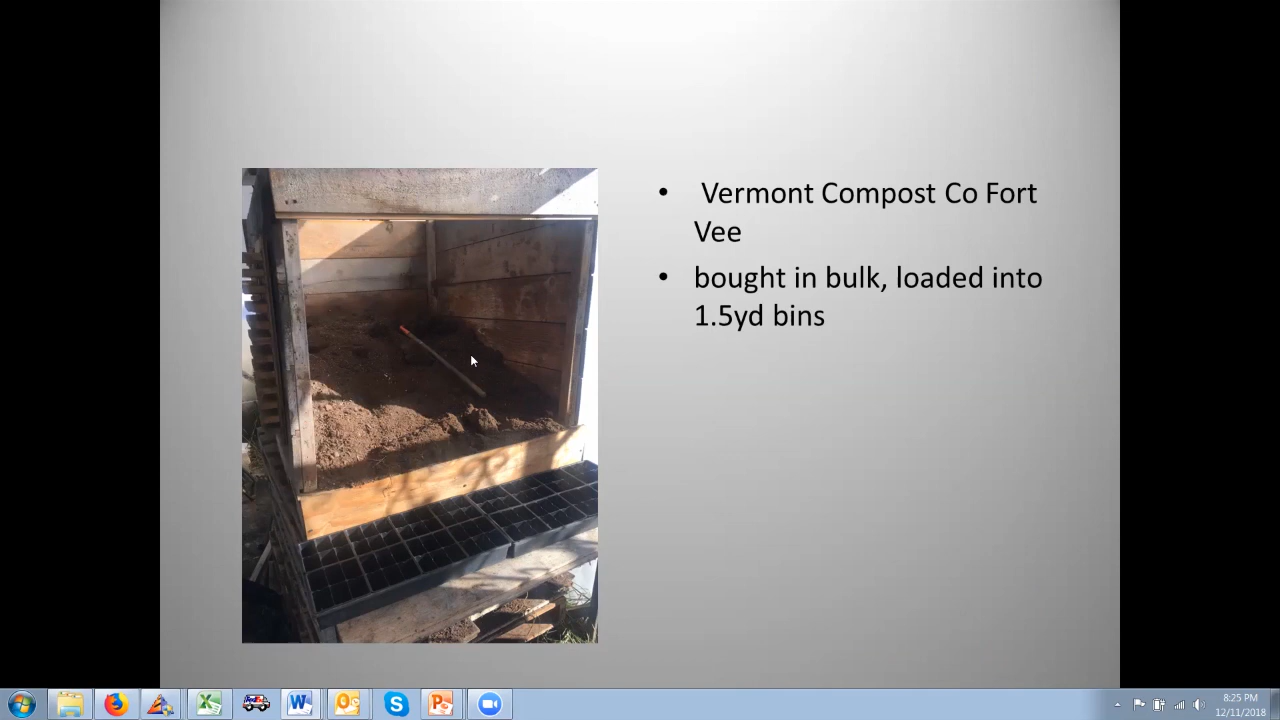 • Vermont Compost Co Fort
Vee
• bought in bulk, loaded into
1.5yd bins
8:25 PM
12/11/2018